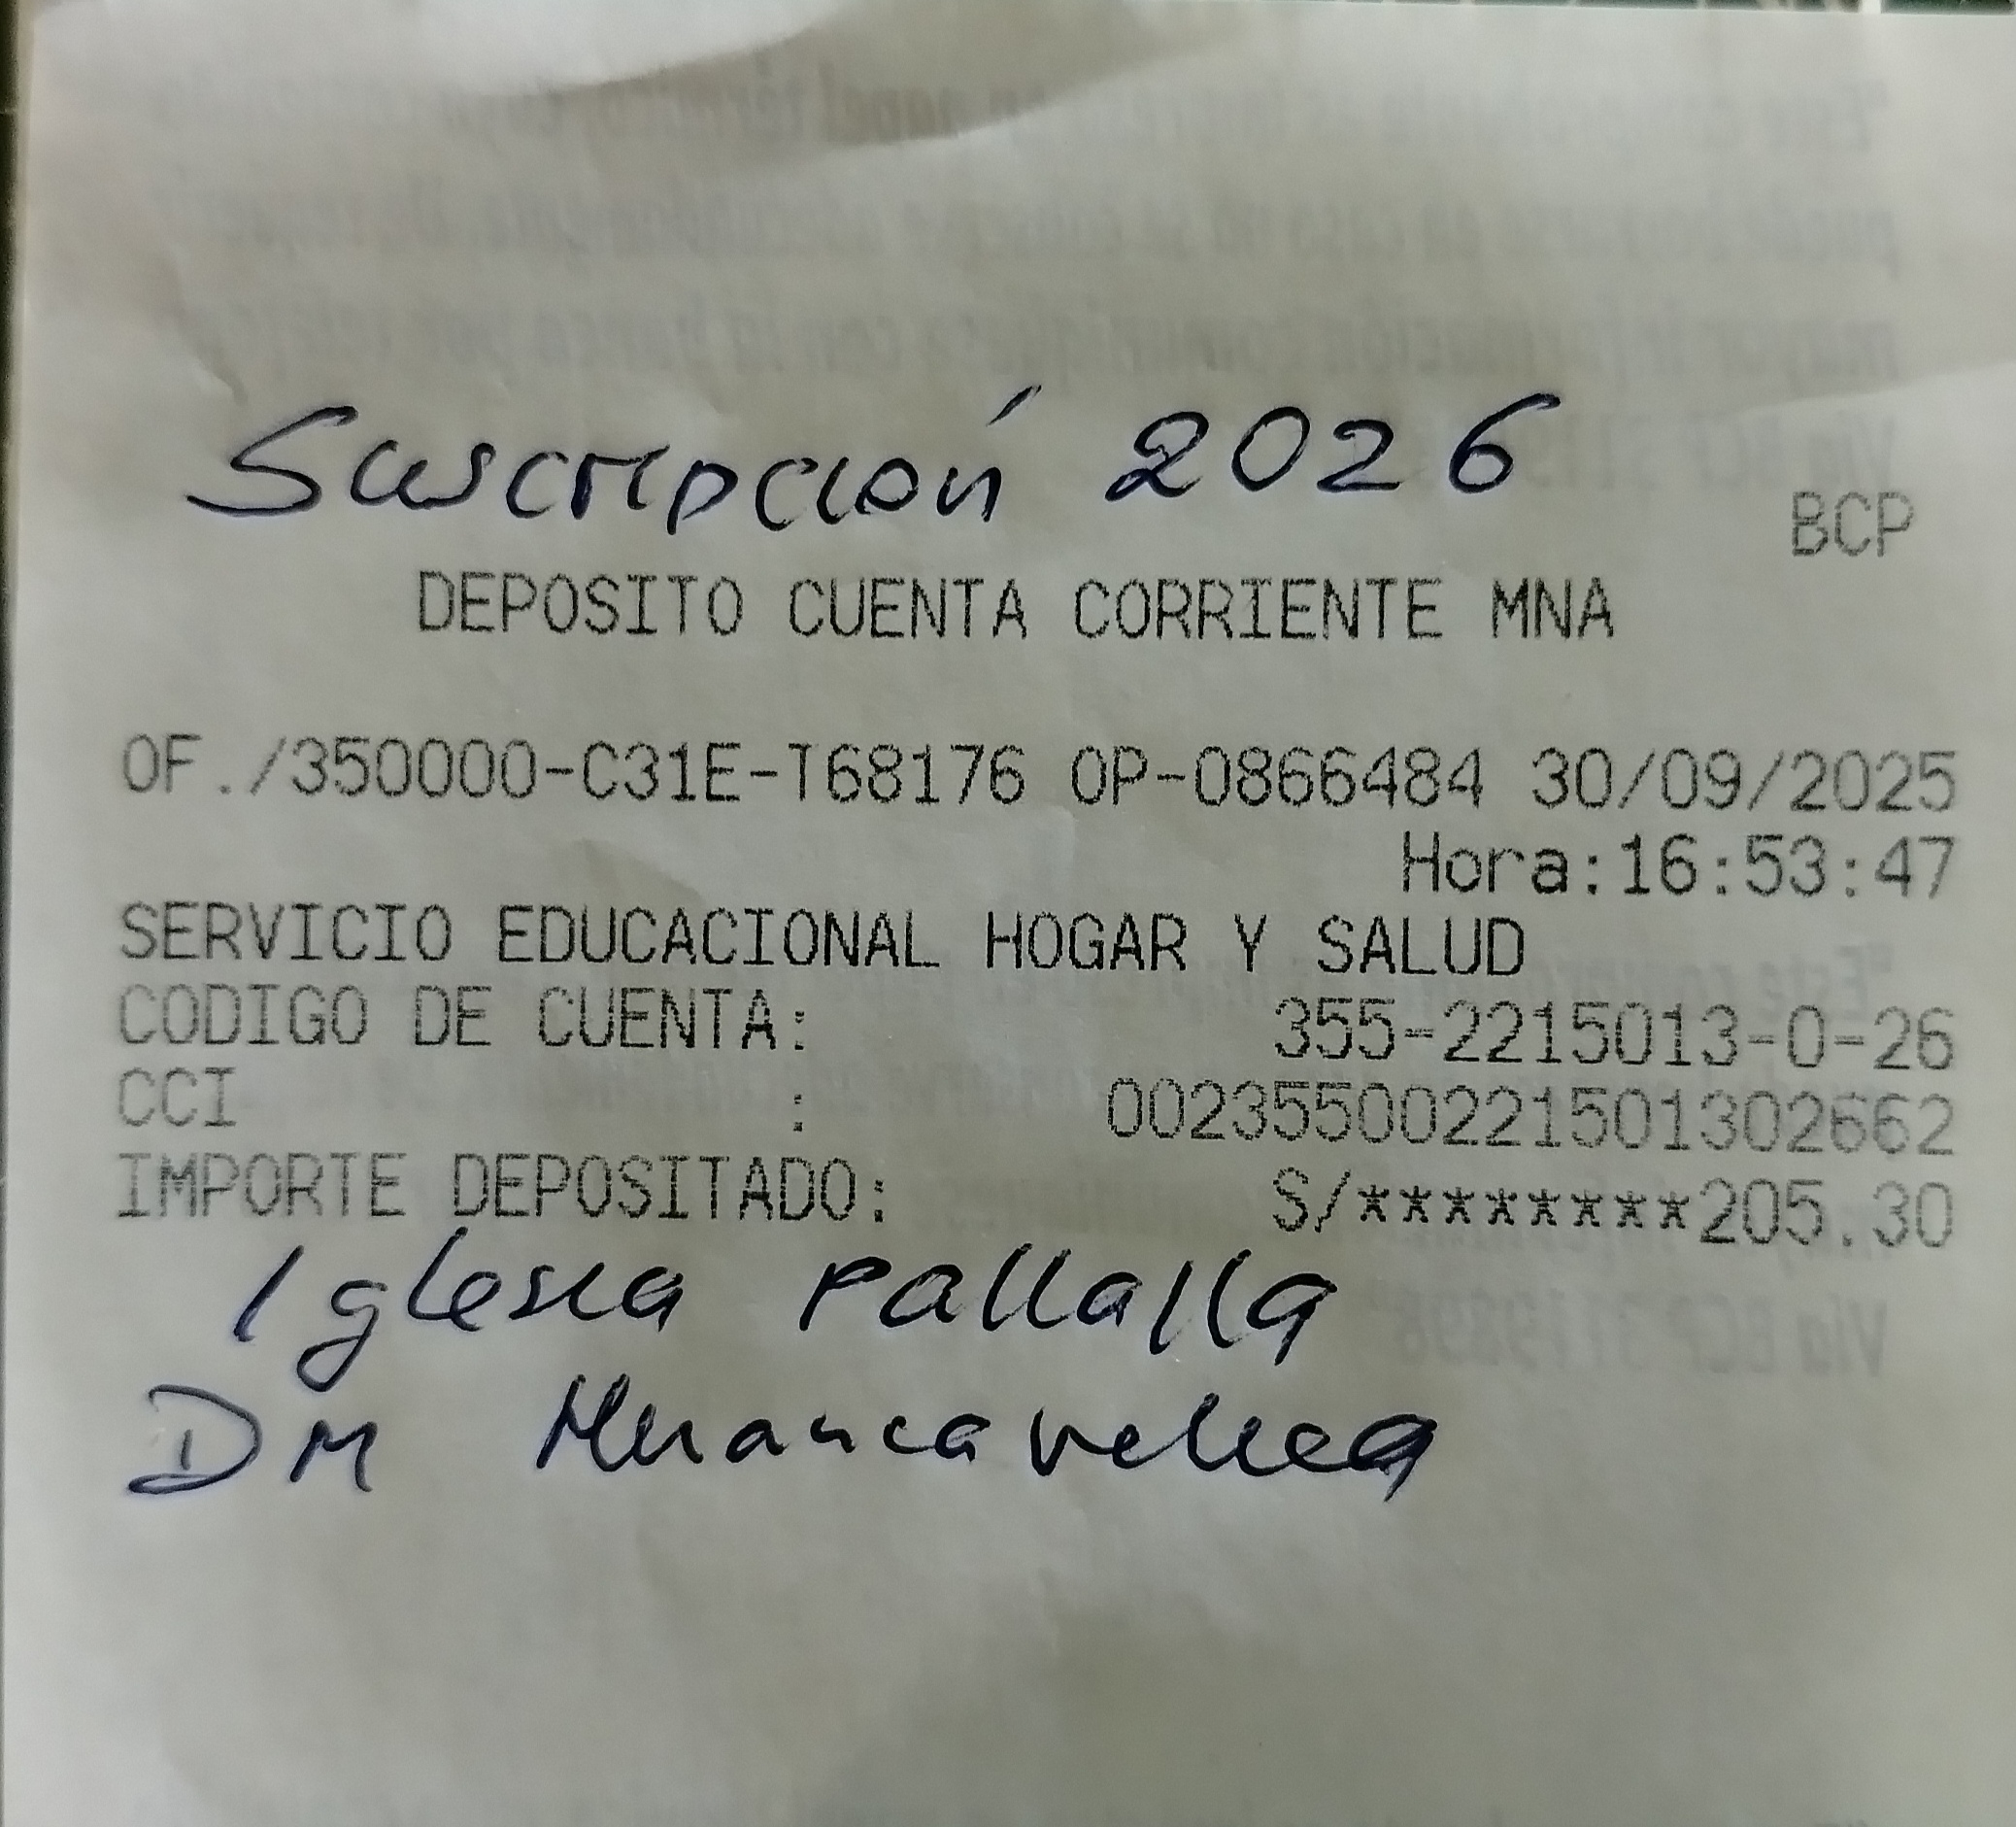 Suscripción 2026
BCP
DEPOSITO CUENTA CORRIENTE MNA
OF./350000-C31E-T68176 OP-0866484 30/09/2025
Hora:16:53:47
SERVICIO EDUCACIONAL HOGAR Y SALUD
CODIGO DE CUENTA: 355-2215013-0-26
CCI : 00235500221501302662
IMPORTE DEPOSITADO: S/********205.30
Iglesia Pallalla
DM Huancavelica